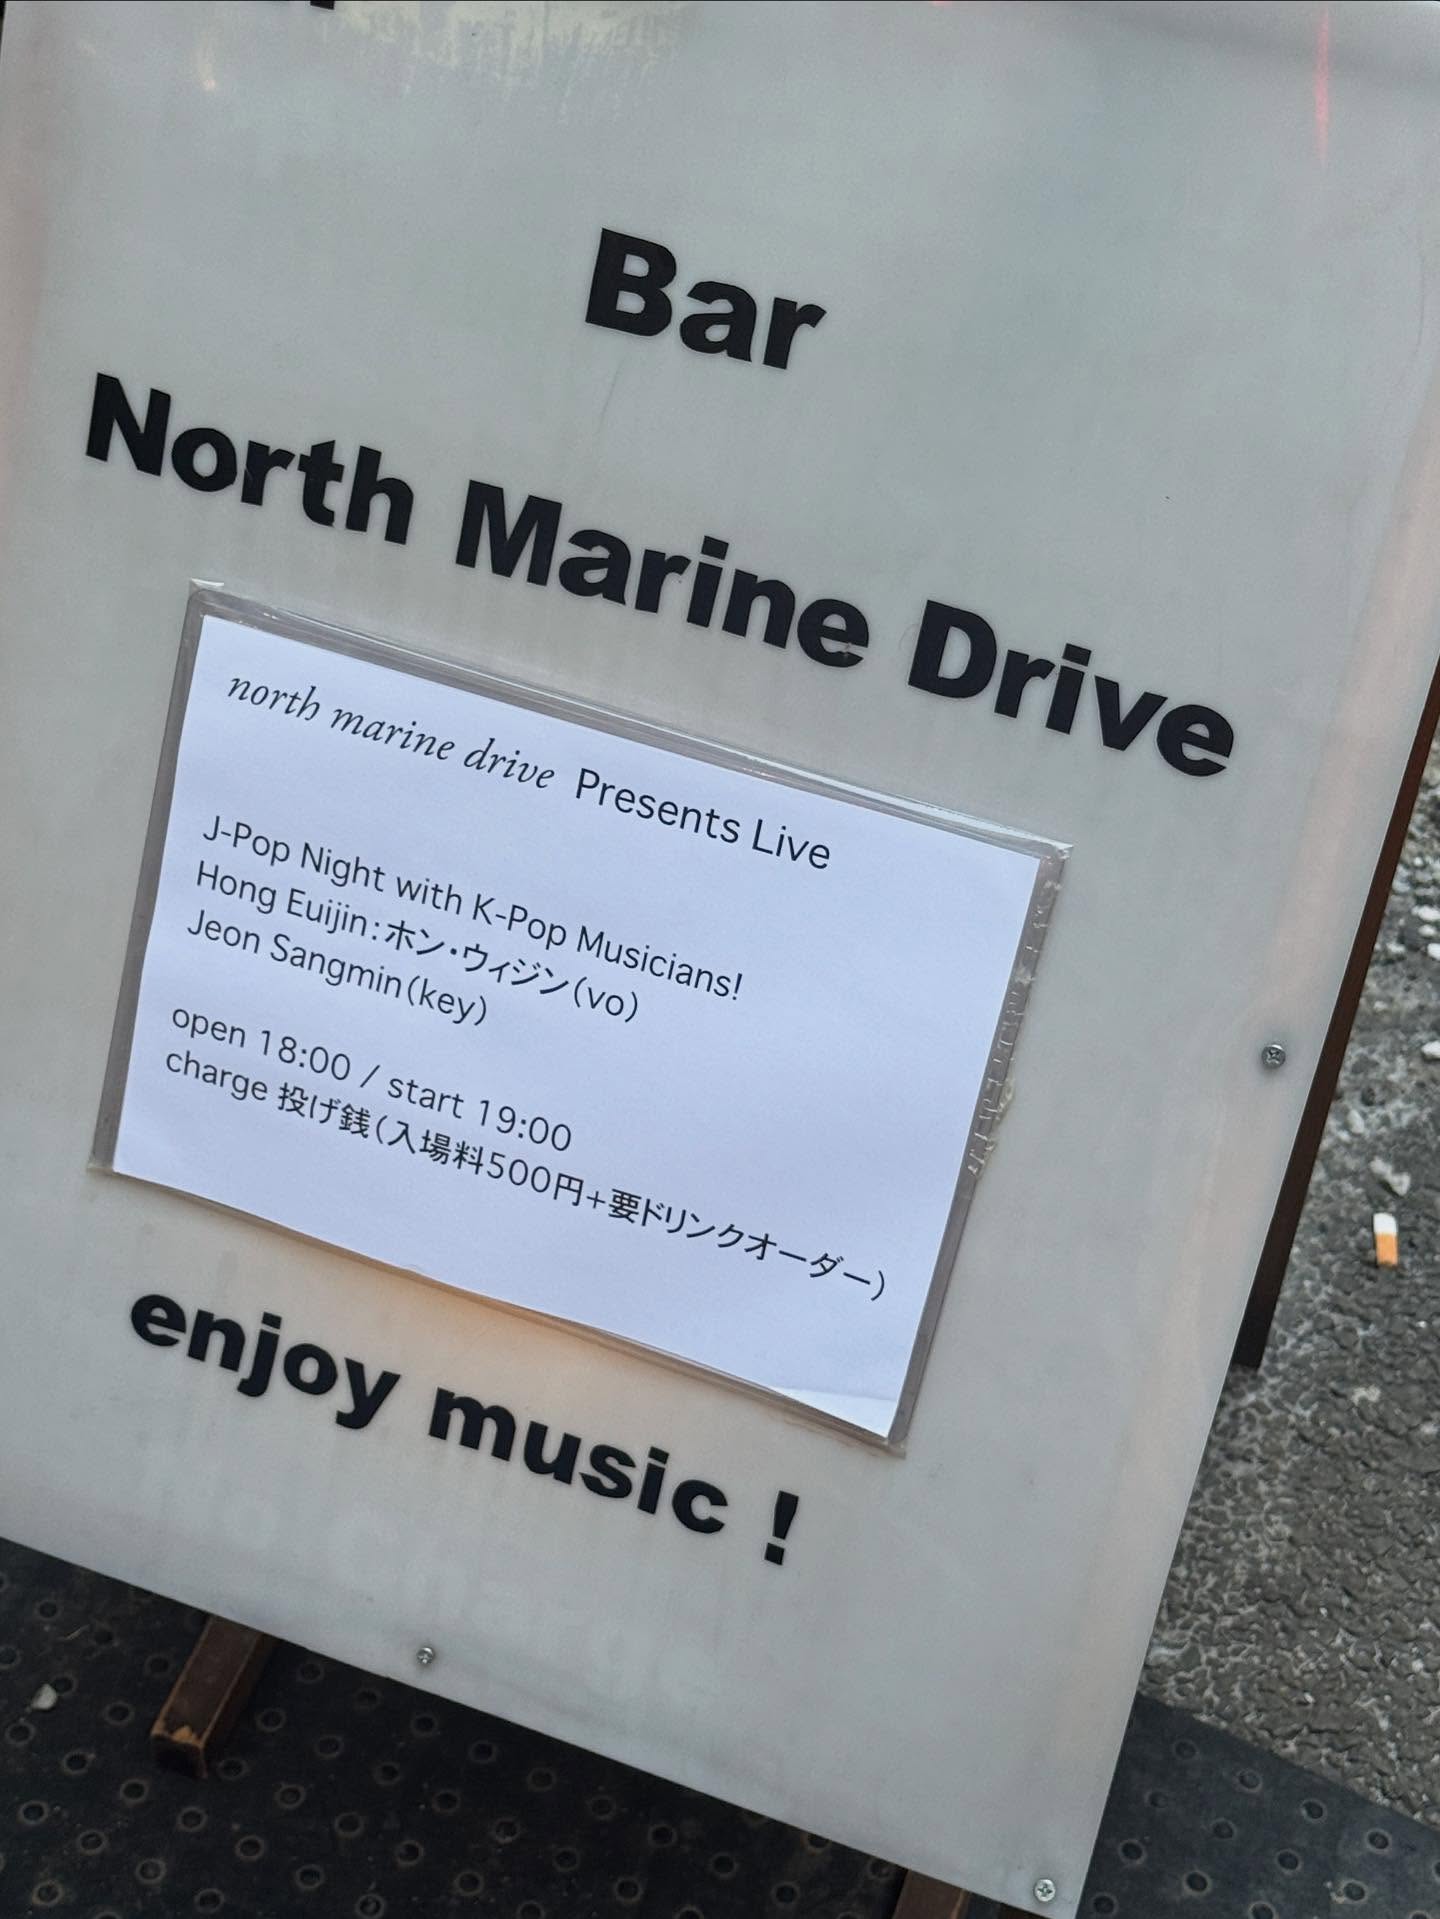 Bar
North Marine Drive
north marine drive Presents Live
J-Pop Night with K-Pop Musicians!
Hong Euijin:ホン・ウィジン(vo)
Jeon Sangmin(key)
open 18:00 / start 19:00
charge 投げ銭(入場料500円+要ドリンクオーダー)
enjoy music !